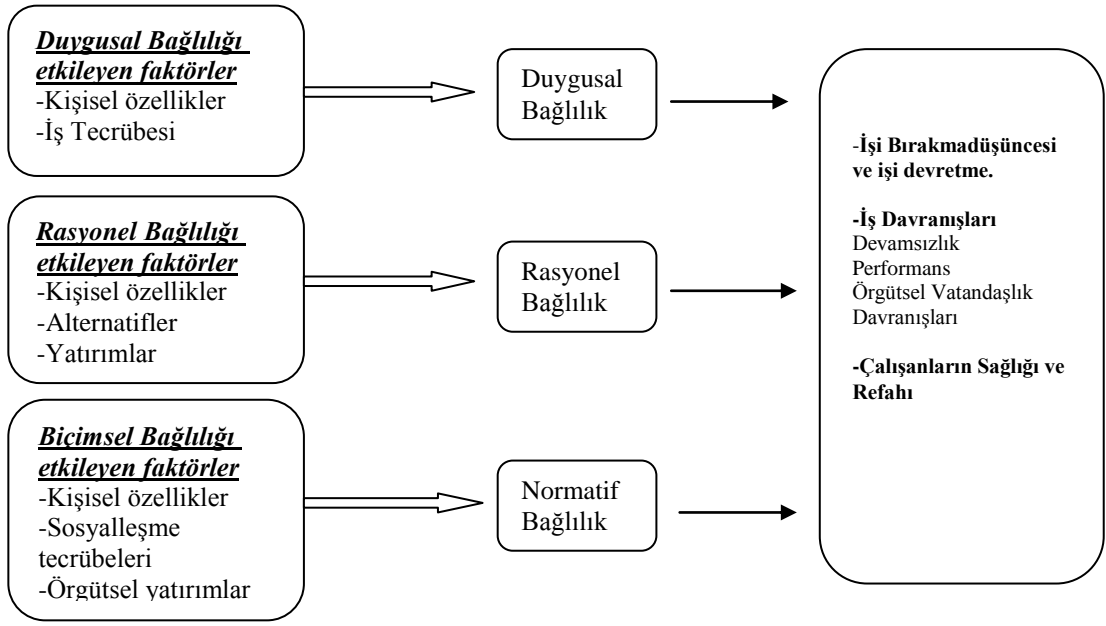 Duygusal Bağlılığı
etkileyen faktörler
-Kişisel özellikler
-İş Tecrübesi
Duygusal
Bağlılık
Rasyonel Bağlılığı
etkileyen faktörler
-Kişisel özellikler
-Alternatifler
-Yatırımlar
Rasyonel
Bağlılık
Biçimsel Bağlılığı
etkileyen faktörler
-Kişisel özellikler
-Sosyalleşme
tecrübeleri
-Örgütsel yatırımlar
Normatif
Bağlılık
-İşi Bırakmadüşüncesi
ve işi devretme.
-İş Davranışları
Devamsızlık
Performans
Örgütsel Vatandaşlık
Davranışları
-Çalışanların Sağlığı ve
Refahı